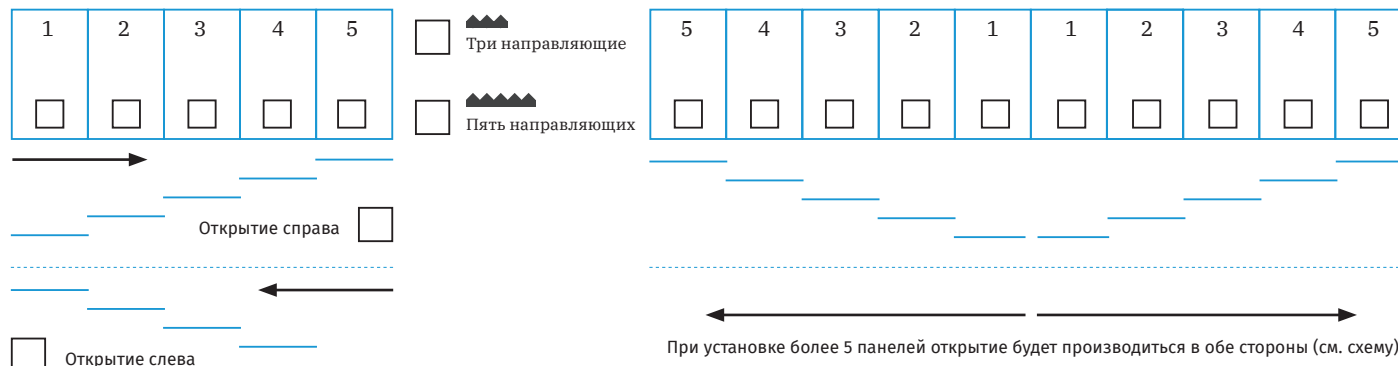 1 2 3 4 5
Три направляющие
Пять направляющих
Открытие справа
Открытие слева
5 4 3 2 1 1 2 3 4 5
При установке более 5 панелей открытие будет производиться в обе стороны (см. схему)